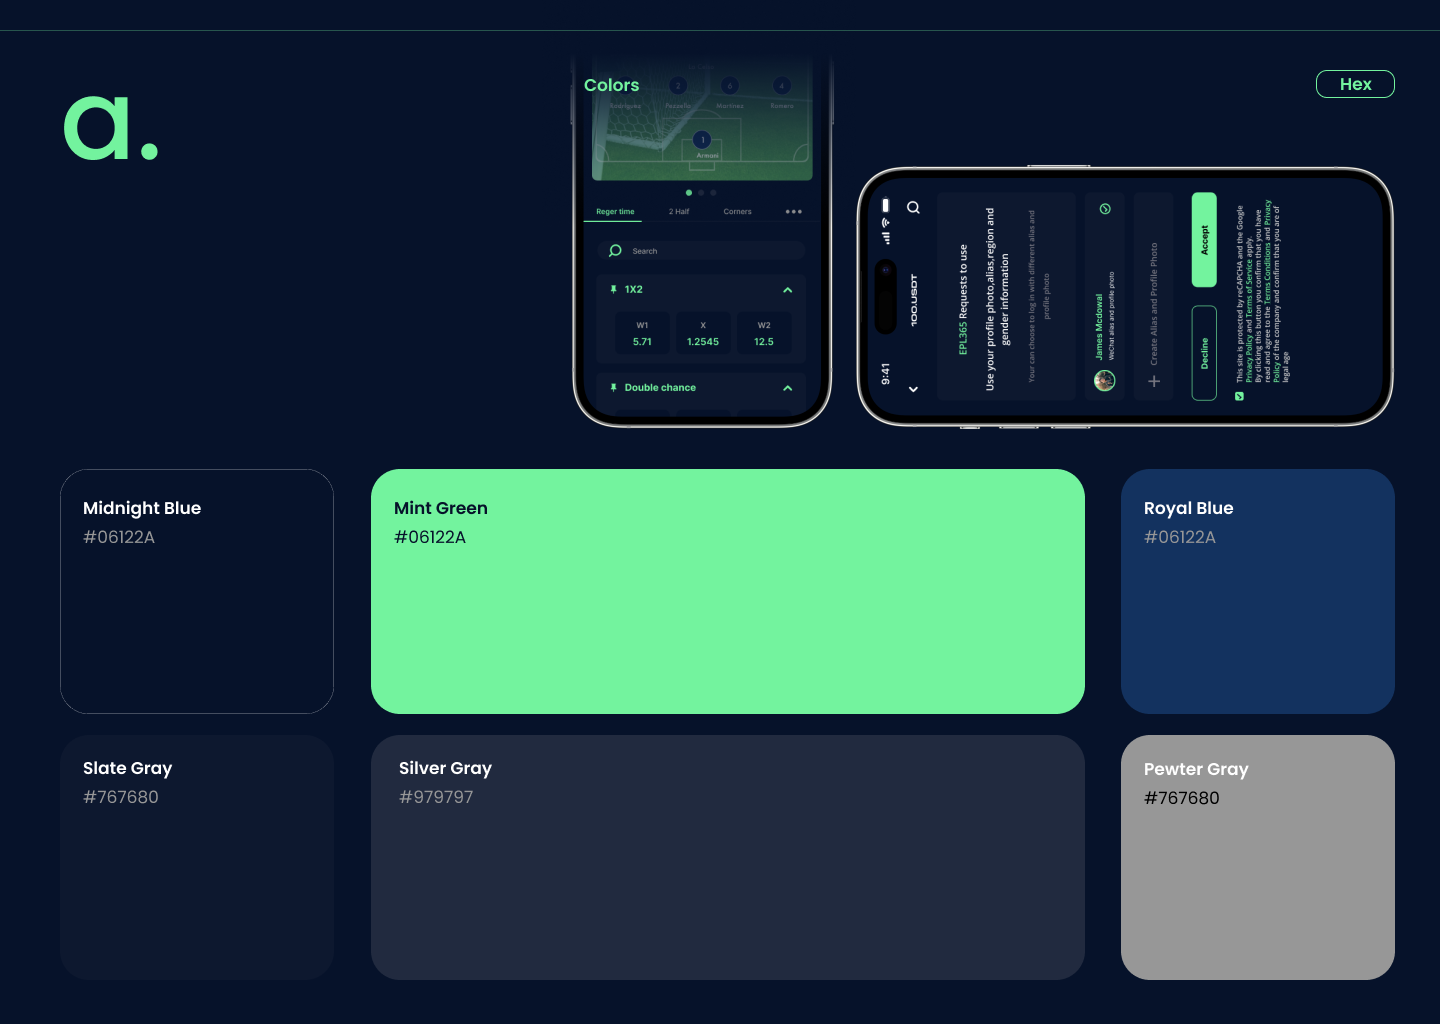 a.
Colors
Hex
2
6
4
Rodriguez
Pezzella
Martinez
Romero
1
Armani
Reger time
2 Half
Corners
Search
1X2
W1
X
W2
5.71
1.2545
12.5
Double chance
9:41
100.USDT
EPL365 Requests to use
Use your profile photo,alias,region and
gender information
Your can choose to log in with different alias and
profile photo
James Mcdowal
WeChat alias and profile photo
Create Alias and Profile Photo
Decline
Accept
This site is protected by reCAPCHA and the Google
Privacy Policy and Terms of Service apply.
By clicking this button you confirm that you have
read and agree to the Terms Conditions and Privacy
Policy of the company and confirm that you are of
legal age
Midnight Blue
#06122A
Mint Green
#06122A
Royal Blue
#06122A
Slate Gray
#767680
Silver Gray
#979797
Pewter Gray
#767680